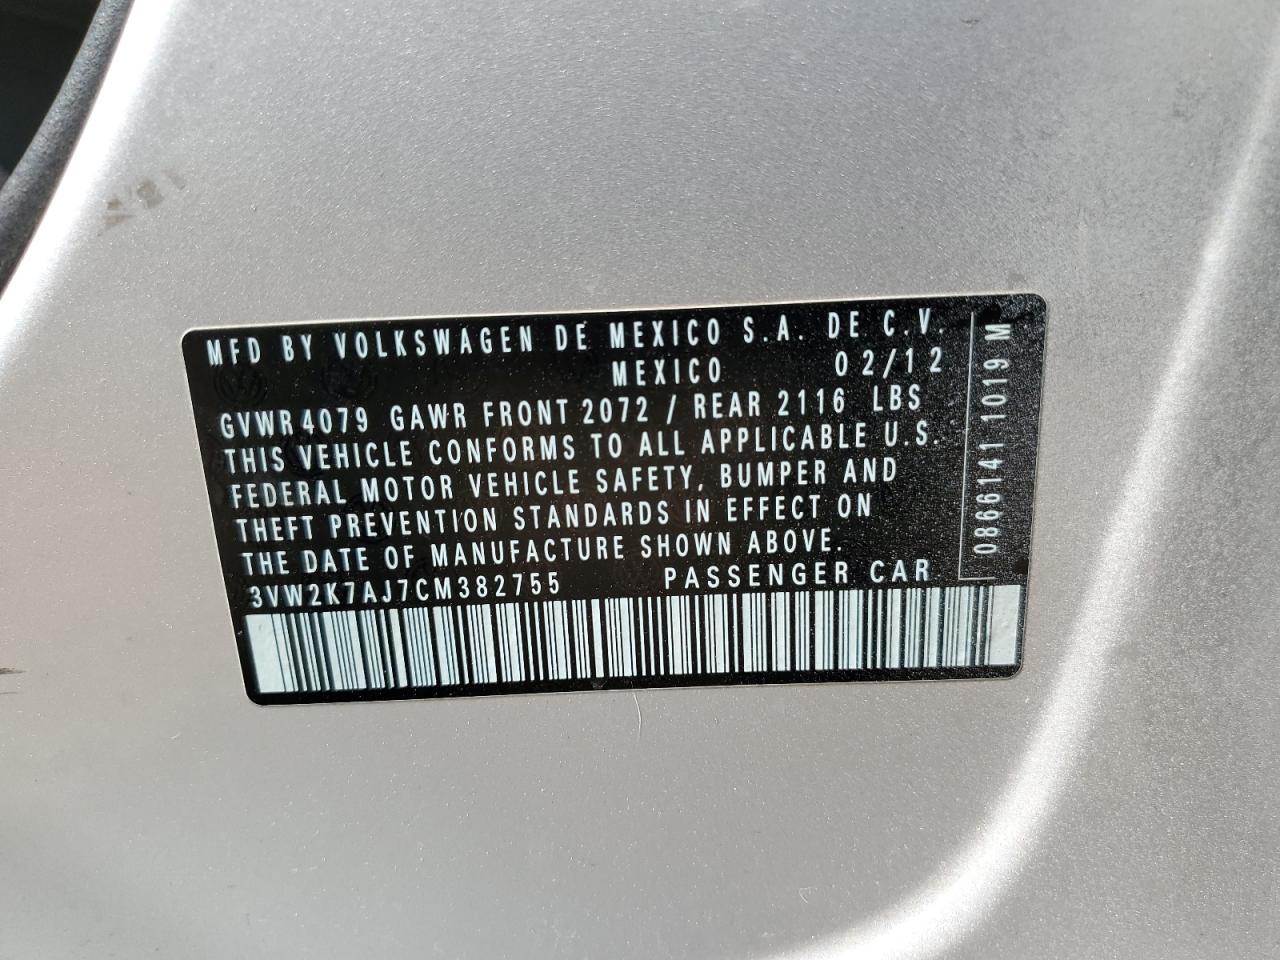 MFD BY VOLKSWAGEN DE MEXICO S.A. DE C.V.
MEXICO 02/12
GVWR 4079 GAWR FRONT 2072 / REAR 2116 LBS
THIS VEHICLE CONFORMS TO ALL APPLICABLE U.S.
FEDERAL MOTOR VEHICLE SAFETY, BUMPER AND
THEFT PREVENTION STANDARDS IN EFFECT ON
THE DATE OF MANUFACTURE SHOWN ABOVE.
3VW2K7AJ7CM382755 PASSENGER CAR
0866141 1019 M